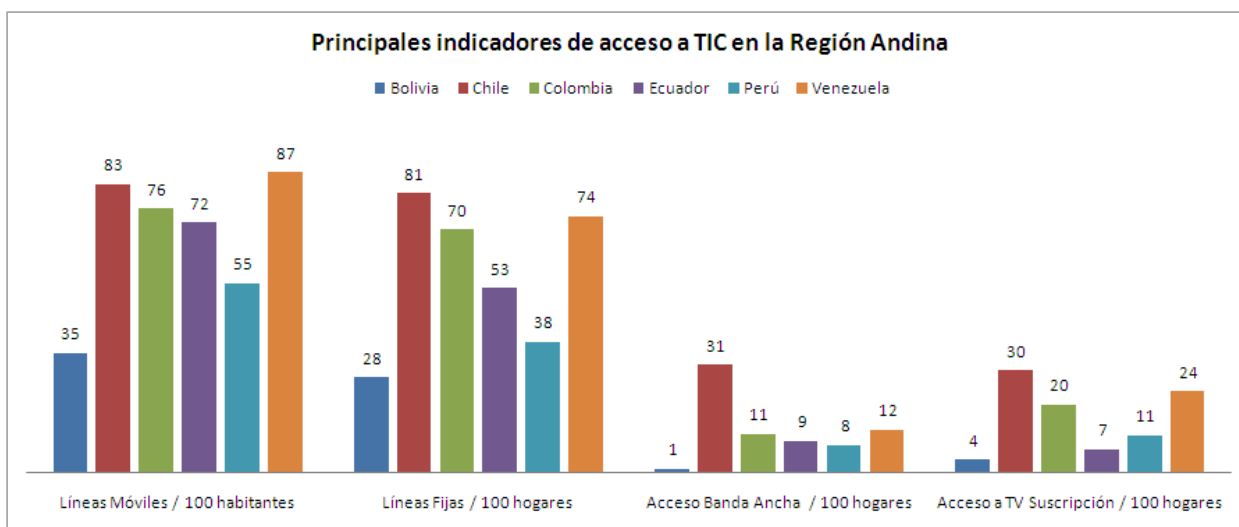 Principales indicadores de acceso a TIC en la Región Andina
Bolivia Chile Colombia Ecuador Perú Venezuela
35 83 76 72 55 87
28 81 70 53 38 74
1 31 11 9 8 12
4 30 20 7 11 24
Líneas Móviles / 100 habitantes
Líneas Fijas / 100 hogares
Acceso Banda Ancha / 100 hogares
Acceso a TV Suscripción / 100 hogares